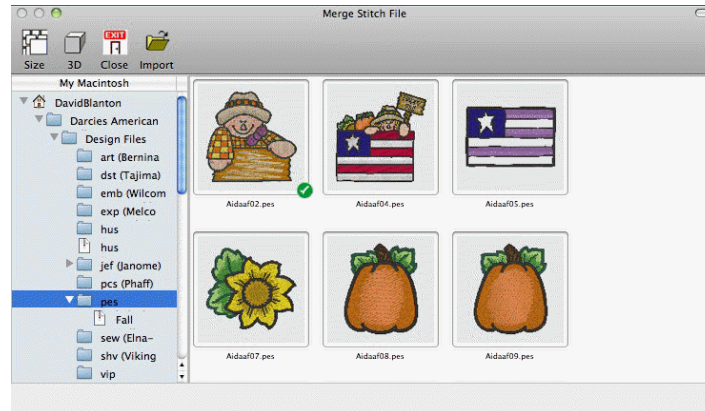 Merge Stitch File
EXIT
Size 3D Close Import
My Macintosh
DavidBlanton
Darcies American
Design Files
art (Bernina
dst (Tajima)
emb (Wilcom
exp (Melco
hus
hus
jef (Janome)
pcs (Phaff)
pes
Fall
sew (Elna-
shv (Viking
vip
Aidaaf02.pes Aidaaf04.pes Aidaaf05.pes
Aidaaf07.pes Aidaaf08.pes Aidaaf09.pes